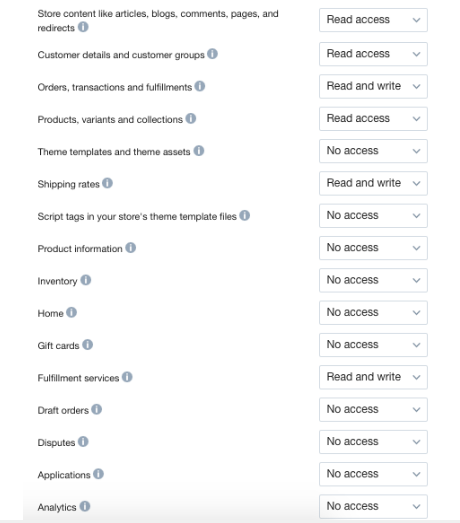 Store content like articles, blogs, comments, pages, and
redirects
Read access
Customer details and customer groups
Read access
Orders, transactions and fulfillments
Read and write
Products, variants and collections
Read access
Theme templates and theme assets
No access
Shipping rates
Read and write
Script tags in your store's theme template files
No access
Product information
No access
Inventory
No access
Home
No access
Gift cards
No access
Fulfillment services
Read and write
Draft orders
No access
Disputes
No access
Applications
No access
Analytics
No access